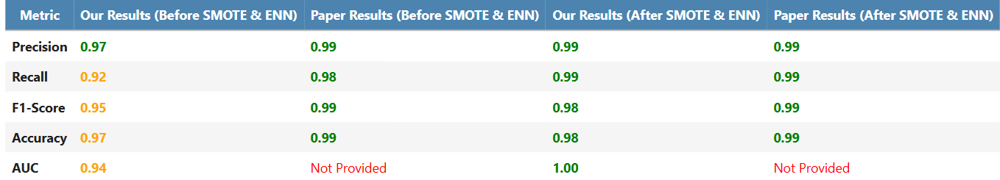 Metric Our Results (Before SMOTE & ENN) Paper Results (Before SMOTE & ENN) Our Results (After SMOTE & ENN) Paper Results (After SMOTE & ENN)
Precision 0.97 0.99 0.99 0.99
Recall 0.92 0.98 0.99 0.99
F1-Score 0.95 0.99 0.98 0.99
Accuracy 0.97 0.99 0.98 0.99
AUC 0.94 Not Provided 1.00 Not Provided